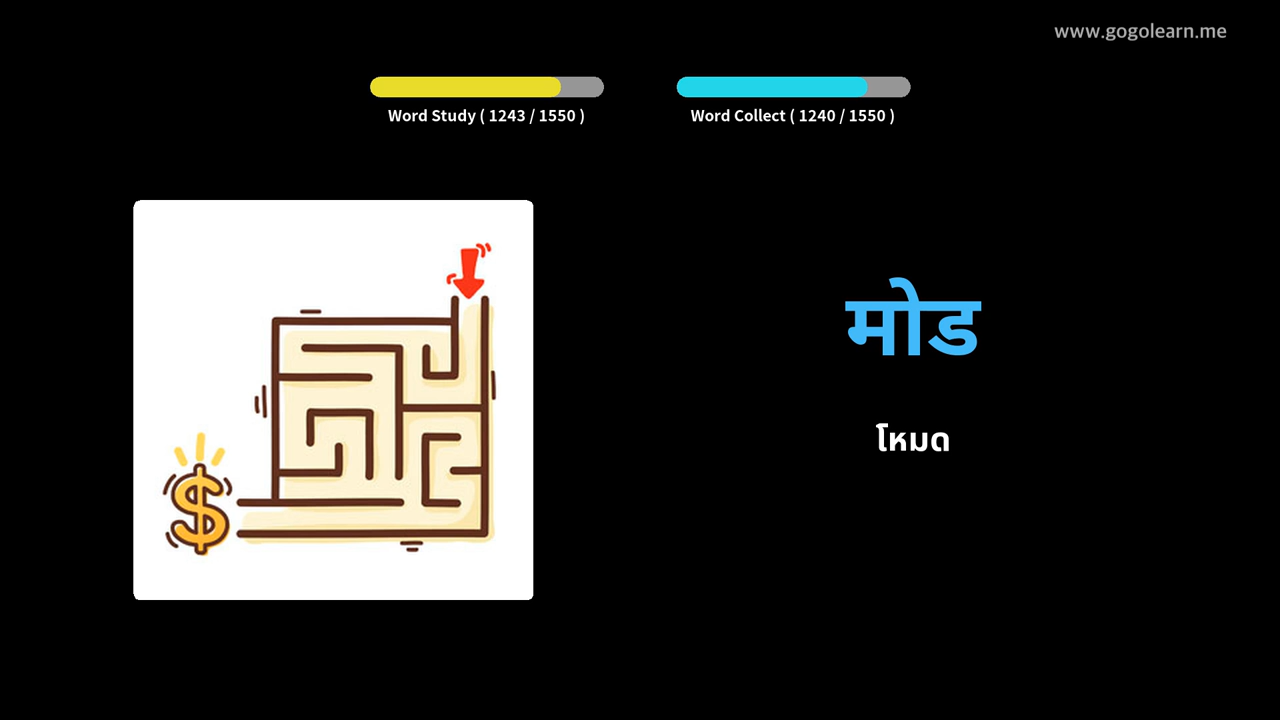 www.gogolearn.me
Word Study ( 1243 / 1550 )
Word Collect ( 1240 / 1550 )
मोड
โหมด
$